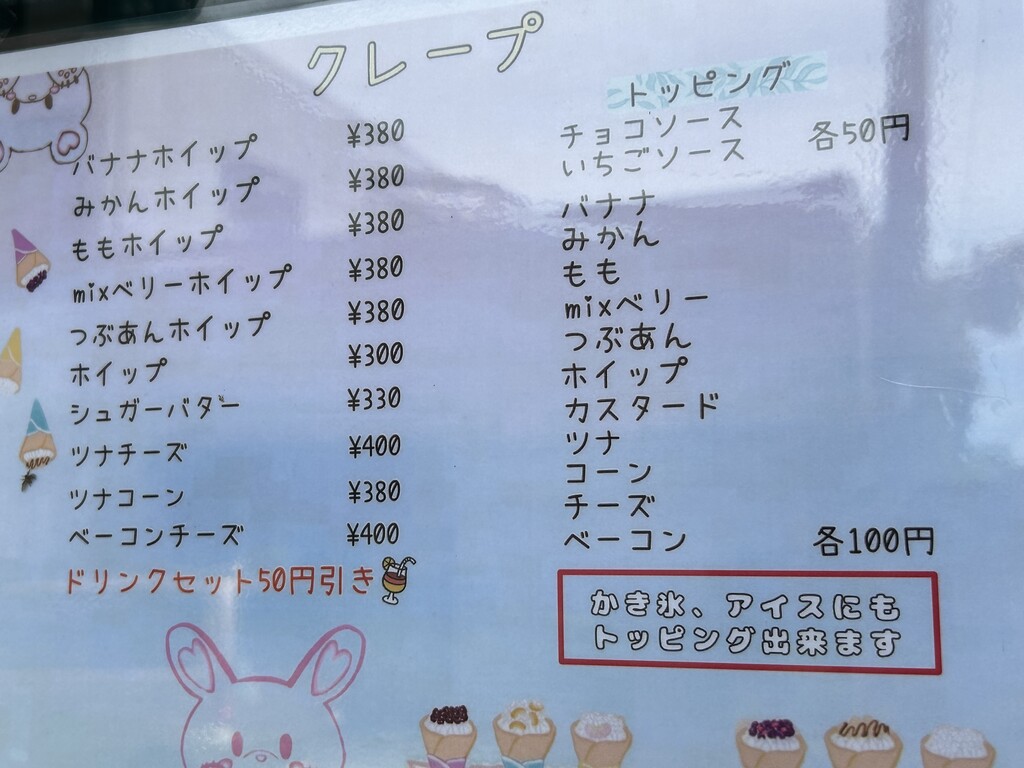 クレープ
バナナホイップ ¥380
みかんホイップ ¥380
ももホイップ ¥380
mixベリーホイップ ¥380
つぶあんホイップ ¥380
ホイップ ¥300
シュガーバター ¥330
ツナチーズ ¥400
ツナコーン ¥380
ベーコンチーズ ¥400
ドリンクセット50円引き
トッピング
チョコソース
いちごソース 各50円
バナナ
みかん
もも
mixベリー
つぶあん
ホイップ
カスタード
ツナ
コーン
チーズ
ベーコン 各100円
かき氷、アイスにも
トッピング出来ます